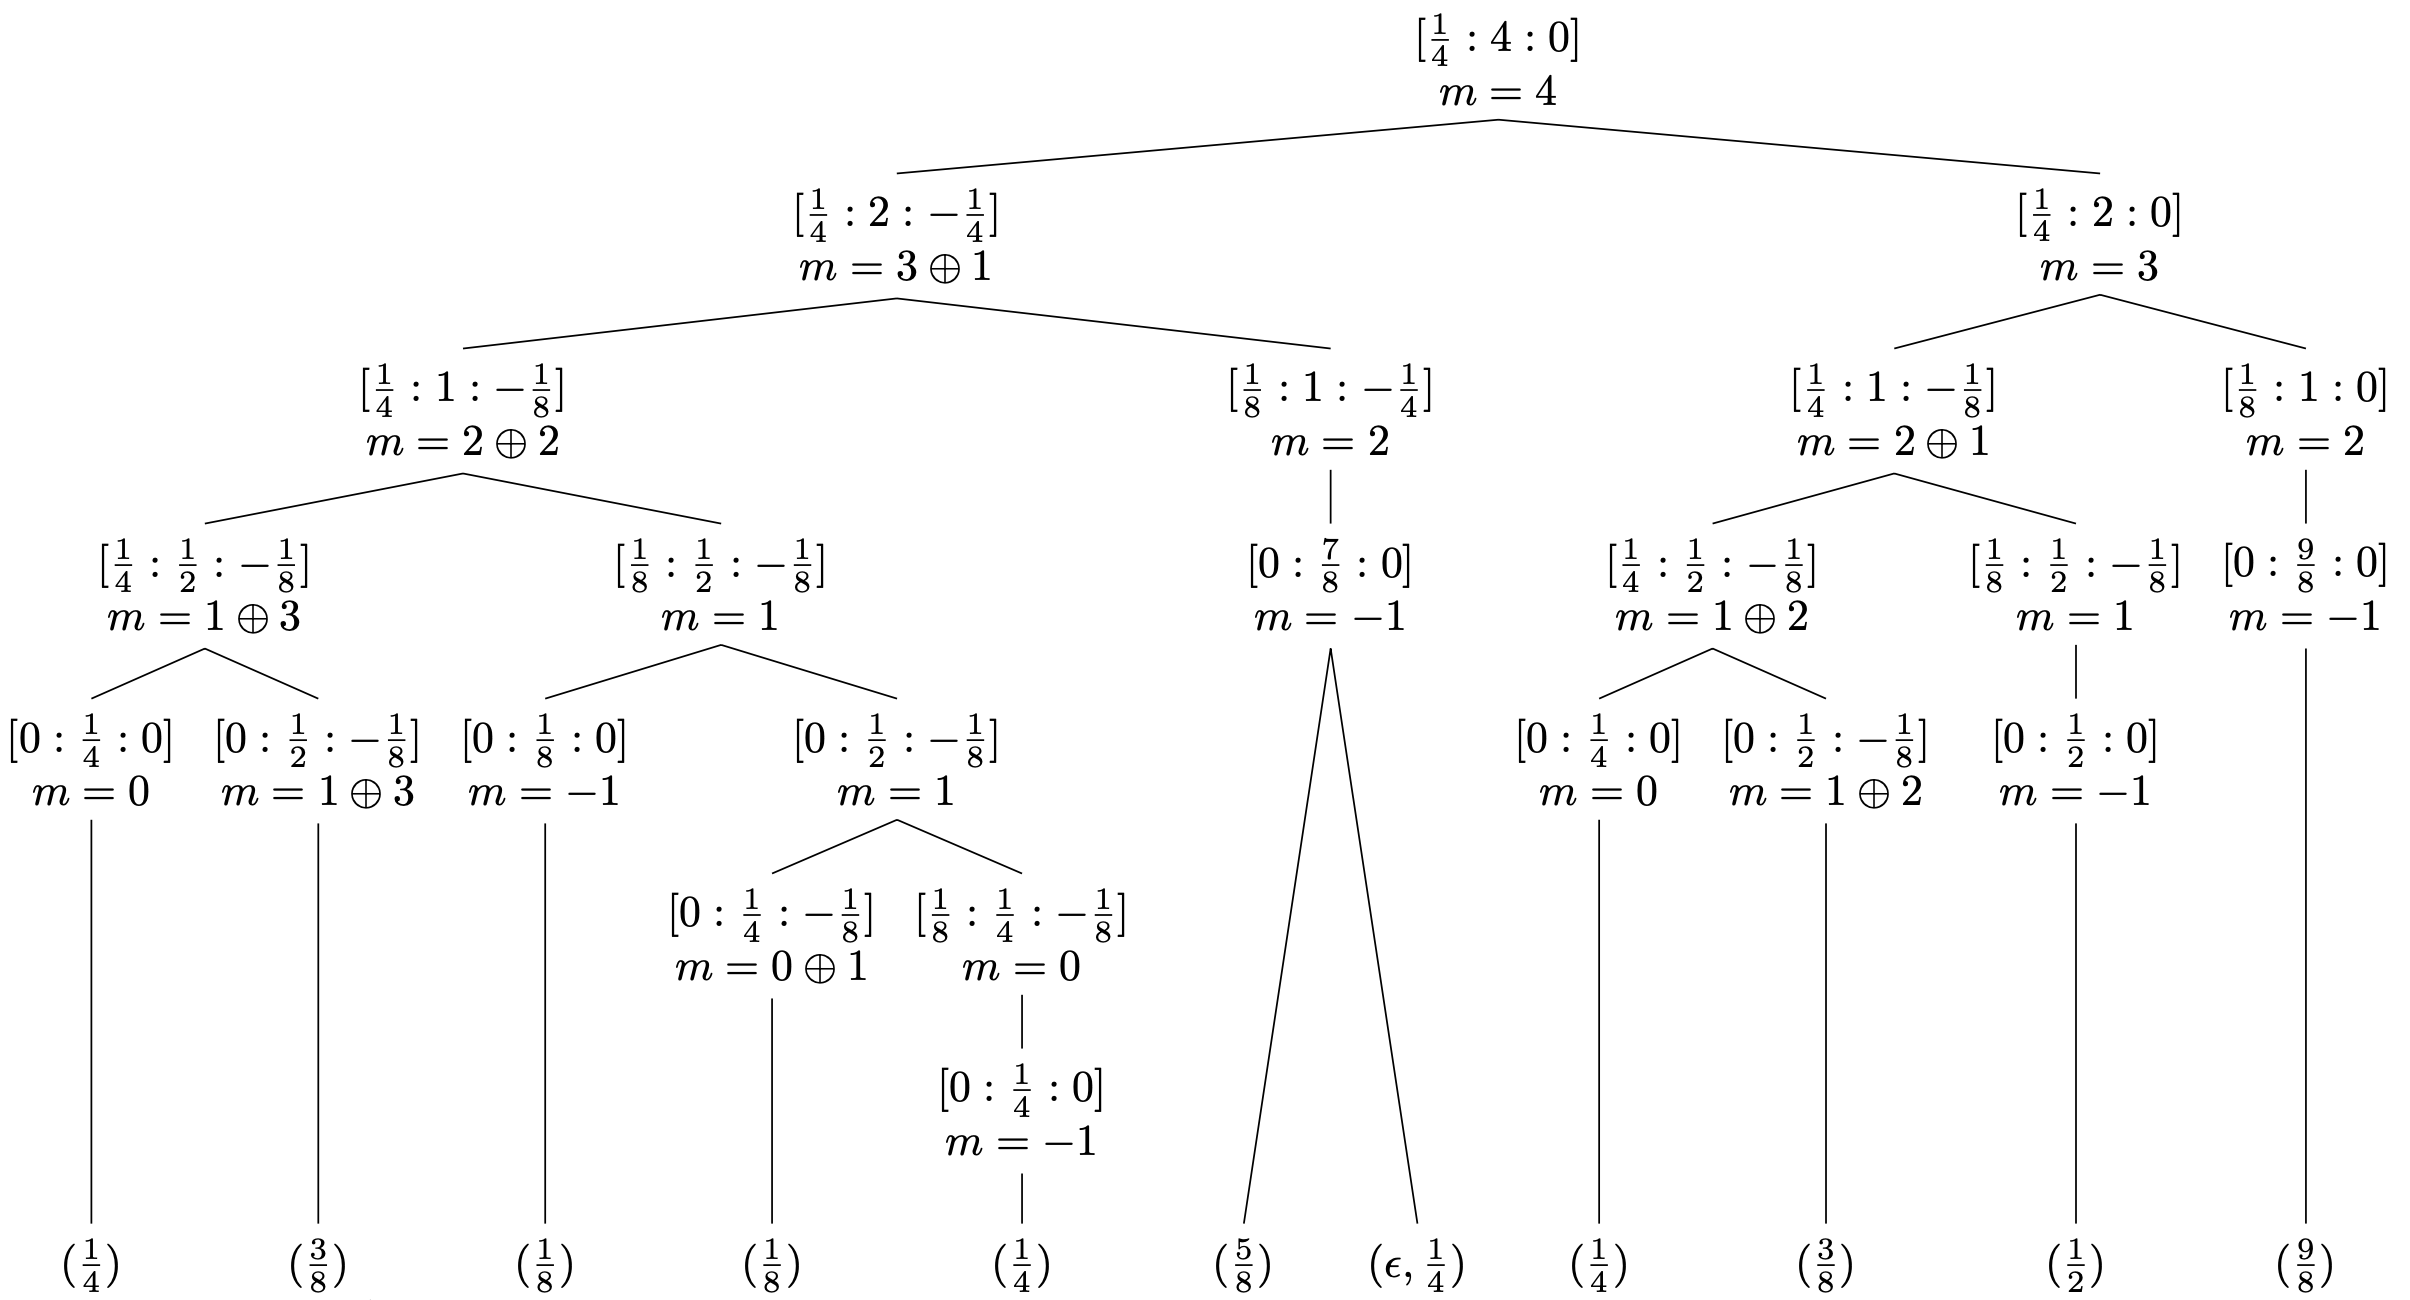 [1/4 : 4 : 0]
m = 4
[1/4 : 2 : −1/4]
m = 3 ⊕ 1
[1/4 : 2 : 0]
m = 3
[1/4 : 1 : −1/8]
m = 2 ⊕ 2
[1/8 : 1 : −1/4]
m = 2
[1/4 : 1 : −1/8]
m = 2 ⊕ 1
[1/8 : 1 : 0]
m = 2
[1/4 : 1/2 : −1/8]
m = 1 ⊕ 3
[1/8 : 1/2 : −1/8]
m = 1
[0 : 7/8 : 0]
m = −1
[1/4 : 1/2 : −1/8]
m = 1 ⊕ 2
[1/8 : 1/2 : −1/8]
m = 1
[0 : 9/8 : 0]
m = −1
[0 : 1/4 : 0]
m = 0
[0 : 1/2 : −1/8]
m = 1 ⊕ 3
[0 : 1/8 : 0]
m = −1
[0 : 1/2 : −1/8]
m = 1
[0 : 1/4 : 0]
m = 0
[0 : 1/2 : −1/8]
m = 1 ⊕ 2
[0 : 1/2 : 0]
m = −1
[0 : 1/4 : −1/8]
m = 0 ⊕ 1
[1/8 : 1/4 : −1/8]
m = 0
[0 : 1/4 : 0]
m = −1
(1/4) (3/8) (1/8) (1/8) (1/4) (5/8) (ϵ, 1/4) (1/4) (3/8) (1/2) (9/8)